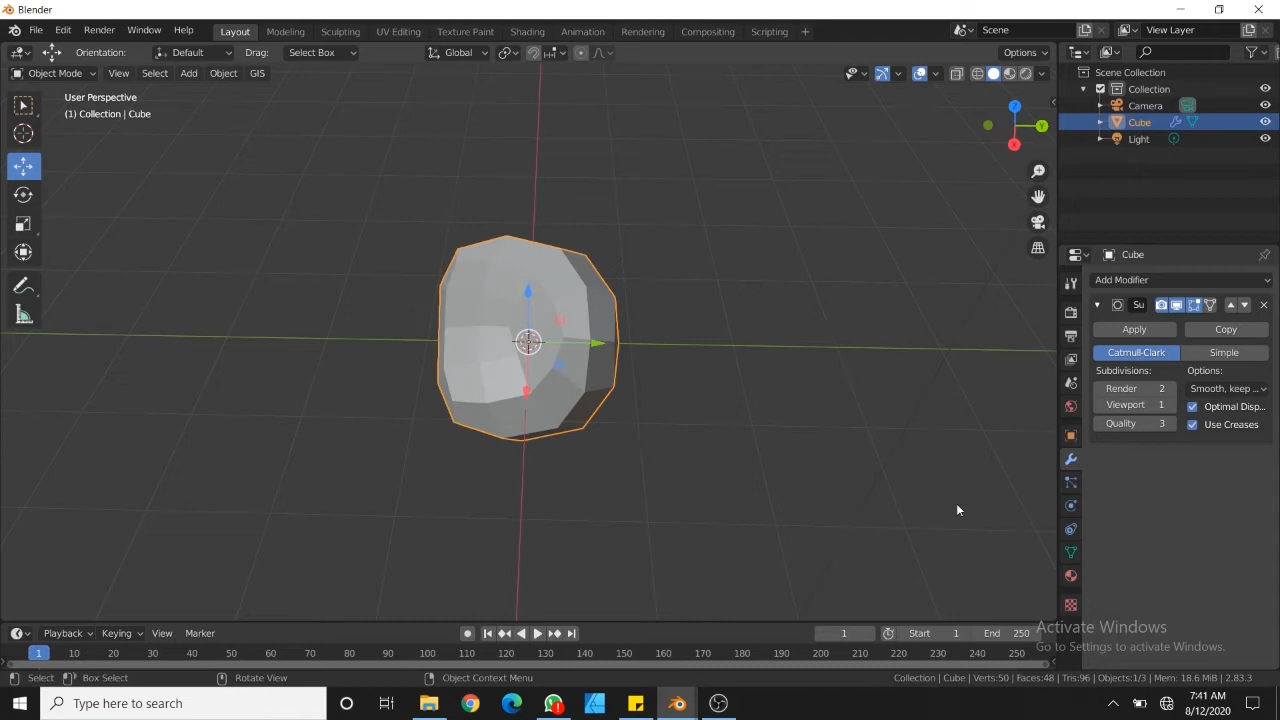 Blender
File Edit Render Window Help Layout Modeling Sculpting UV Editing Texture Paint Shading Animation Rendering Compositing Scripting + Scene View Layer
Orientation: Default Drag: Select Box Global Options
Object Mode View Select Add Object GIS
User Perspective
(1) Collection | Cube
Scene Collection
Collection
Camera
Cube
Light
Cube
Add Modifier
Su
Apply Copy
Catmull-Clark Simple
Subdivisions: Options:
Render 2 Smooth, keep ...
Viewport 1 Optimal Disp...
Quality 3 Use Creases
Z
Y
X
Activate Windows
Go to Settings to activate Windows.
Playback Keying View Marker 1 Start 1 End 250
1 10 20 30 40 50 60 70 80 90 100 110 120 130 140 150 160 170 180 190 200 210 220 230 240 250
Select Box Select Rotate View Object Context Menu Collection | Cube | Verts:50 | Faces:48 | Tris:96 | Objects:1/3 | Mem: 18.6 MiB | 2.83.3
Type here to search
7:41 AM
8/12/2020